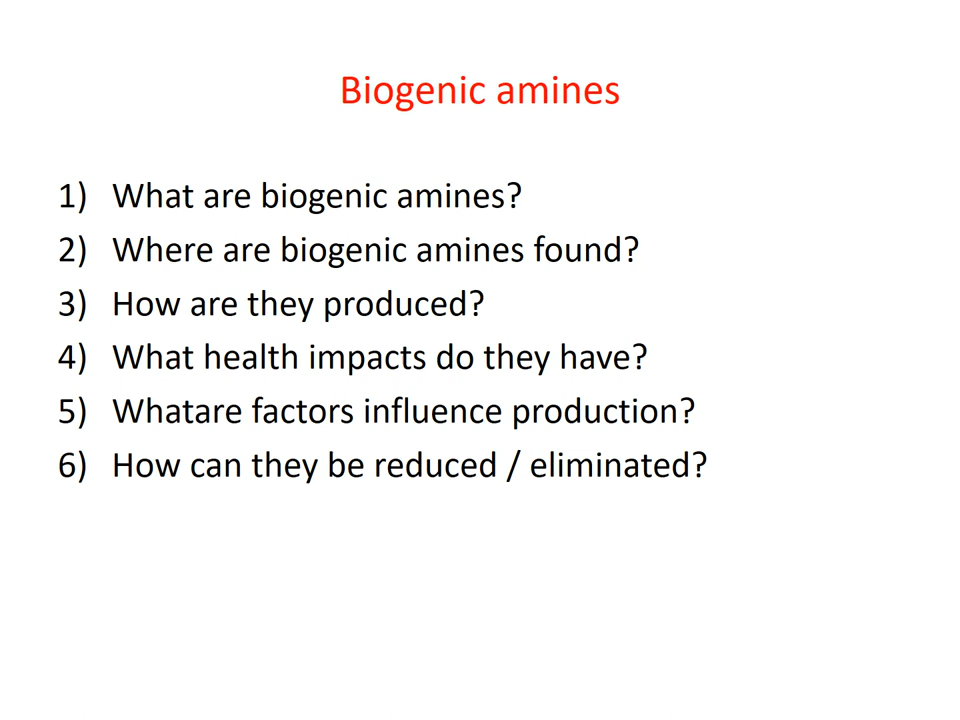 Biogenic amines
1) What are biogenic amines?
2) Where are biogenic amines found?
3) How are they produced?
4) What health impacts do they have?
5) Whatare factors influence production?
6) How can they be reduced / eliminated?